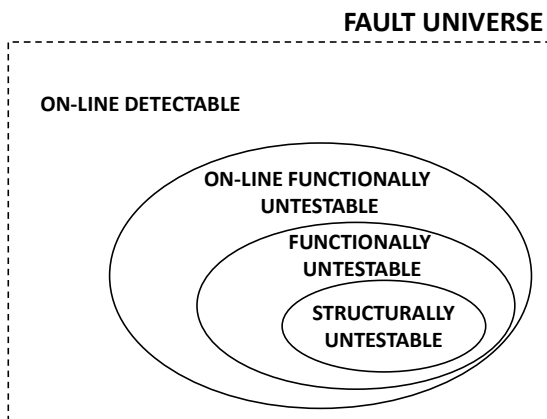 FAULT UNIVERSE
ON-LINE DETECTABLE
ON-LINE FUNCTIONALLY
UNTESTABLE
FUNCTIONALLY
UNTESTABLE
STRUCTURALLY
UNTESTABLE